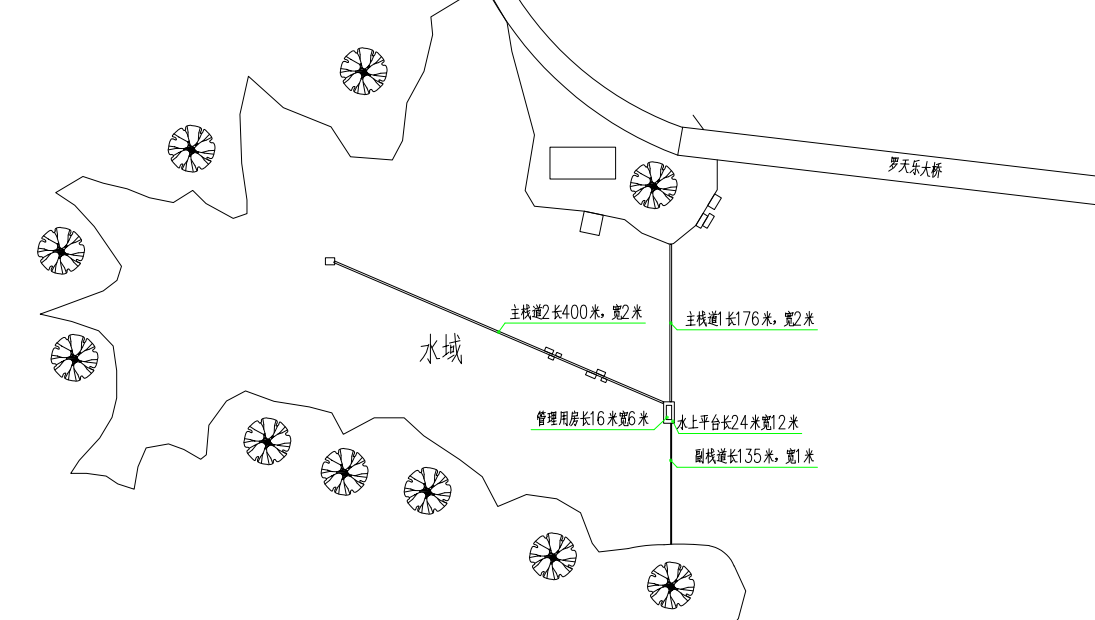 罗天乐大桥
主栈道2长400米，宽2米
主栈道1长176米，宽2米
水域
管理用房长16米宽6米
水上平台长24米宽12米
副栈道长135米，宽1米